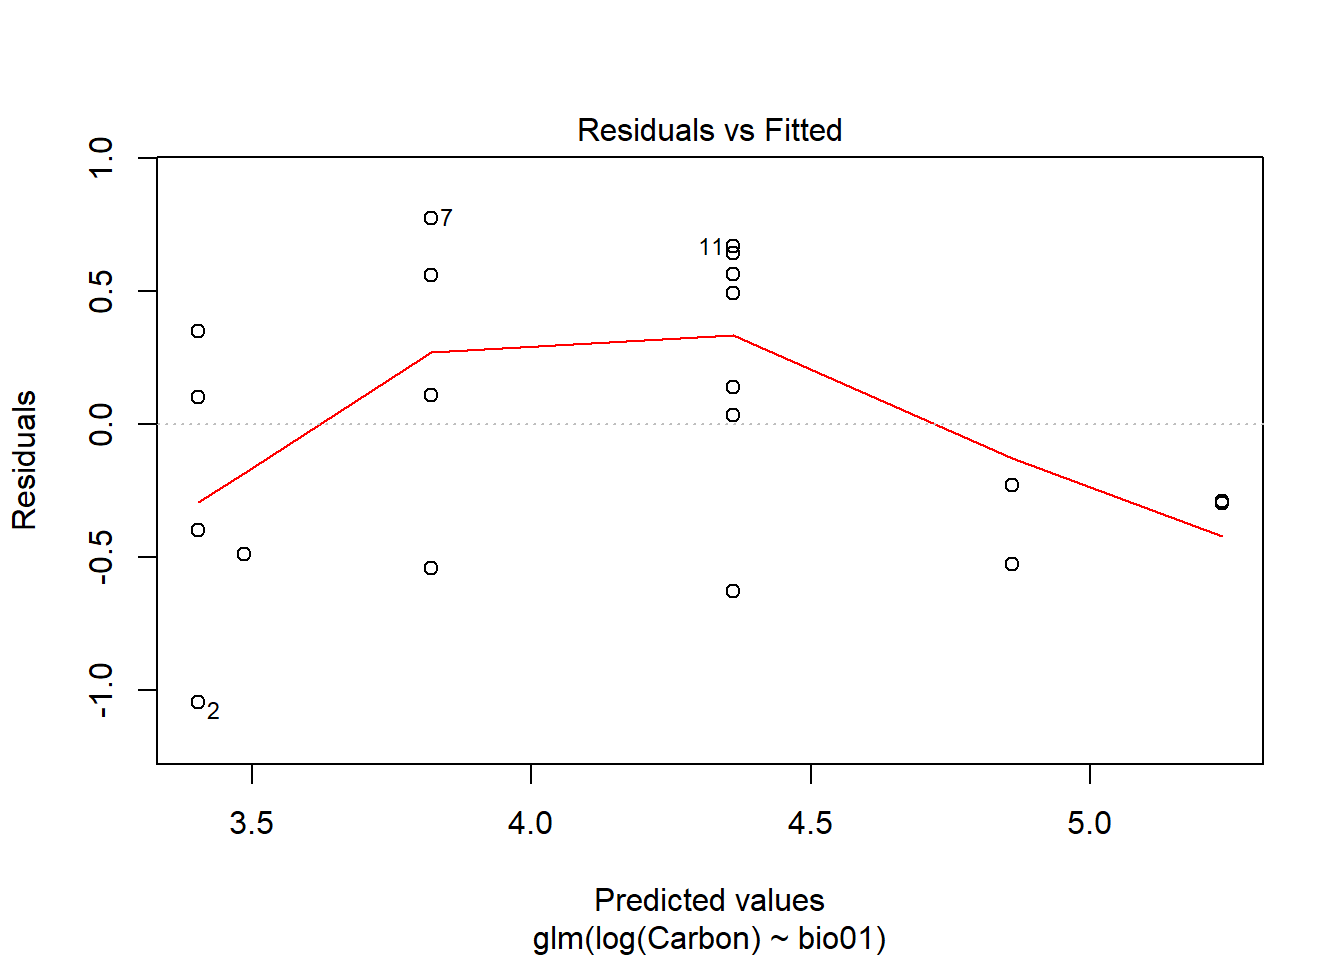 Residuals vs Fitted
1.0
0.5
0.0
-0.5
-1.0
Residuals
7
11
2
3.5 4.0 4.5 5.0
Predicted values
glm(log(Carbon) ~ bio01)